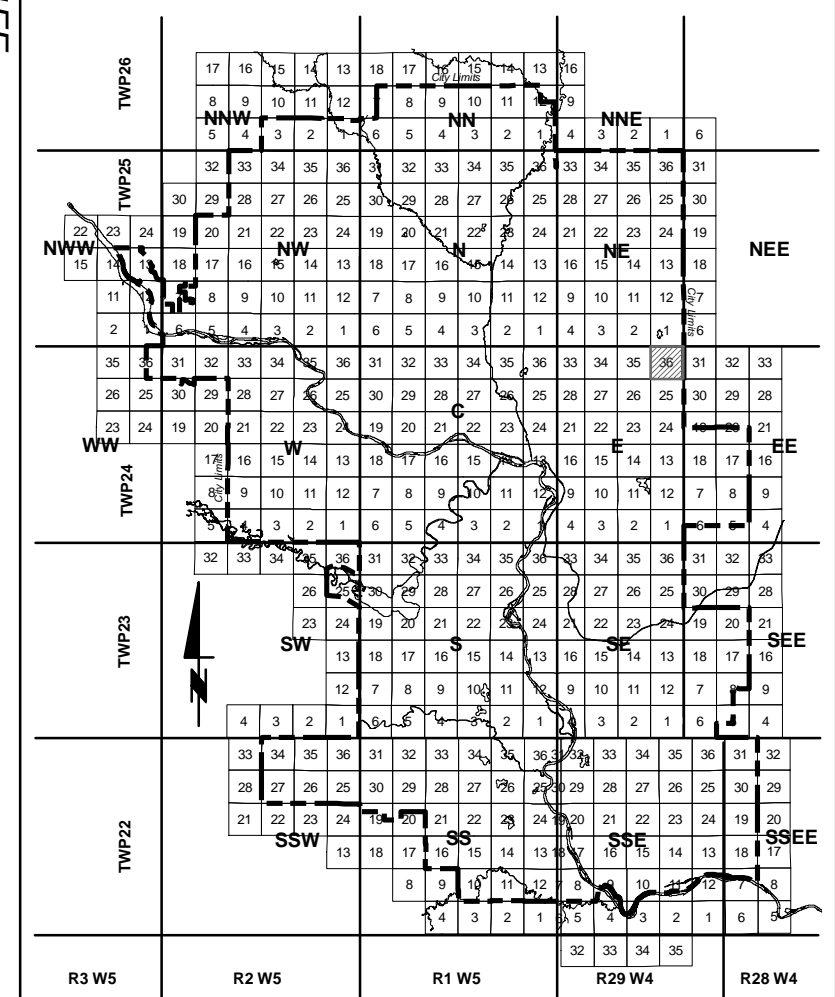 17 16 15 14 13 18 17 16 15 14 13 16
City Limits
TWP26
8 9 10 11 12 8 9 10 11 12 9
NNW NN NNE
5 4 3 2 1 6 5 4 3 2 1 4 3 2 1 6
32 33 34 35 36 31 32 33 34 35 36 33 34 35 36 31
TWP25
30 29 28 27 26 25 30 29 28 27 26 25 28 27 26 25 30
22 23 24 19 20 21 22 23 24 19 20 21 22 23 24 21 22 23 24 19
NWW NW N NE NEE
15 14 13 18 17 16 15 14 13 18 17 16 15 14 13 16 15 14 13 18
11 12 8 9 10 11 12 7 8 9 10 11 12 9 10 11 12 7
City Limits
2 1 6 5 4 3 2 1 6 5 4 3 2 1 4 3 2 1 6
35 36 31 32 33 34 35 36 31 32 33 34 35 36 33 34 35 36 31 32 33
26 25 30 29 28 27 26 25 30 29 28 27 26 25 28 27 26 25 30 29 28
C
23 24 19 20 21 22 23 24 19 20 21 22 23 24 21 22 23 24 19 20 21
WW W E EE
17 16 15 14 13 18 17 16 15 14 13 16 15 14 13 18 17 16
City Limits
TWP24
8 9 10 11 12 7 8 9 10 11 12 9 10 11 12 7 8 9
5 4 3 2 1 6 5 4 3 2 1 4 3 2 1 6 5 4
32 33 34 35 36 31 32 33 34 35 36 33 34 35 36 31 32 33
26 25 30 29 28 27 26 25 28 27 26 25 30 29 28
23 24 19 20 21 22 23 24 21 22 23 24 19 20 21
TWP23
SW S SE SEE
13 18 17 16 15 14 13 16 15 14 13 18 17 16
N
12 7 8 9 10 11 12 9 10 11 12 7 8 9
4 3 2 1 6 5 4 3 2 1 3 2 1 6 4
33 34 35 36 31 32 33 34 35 36 31 32 33 34 35 36 31 32
28 27 26 25 30 29 28 27 26 25 30 29 28 27 26 25 30 29
21 22 23 24 19 20 21 22 23 24 19 20 21 22 23 24 19 20
TWP22
SSW SS SSE SSEE
13 18 17 16 15 14 13 18 17 16 15 14 13 18 17
8 9 10 11 12 7 8 9 10 11 12 7 8
4 3 2 1 5 4 3 2 1 6 5
32 33 34 35
R3 W5 R2 W5 R1 W5 R29 W4 R28 W4